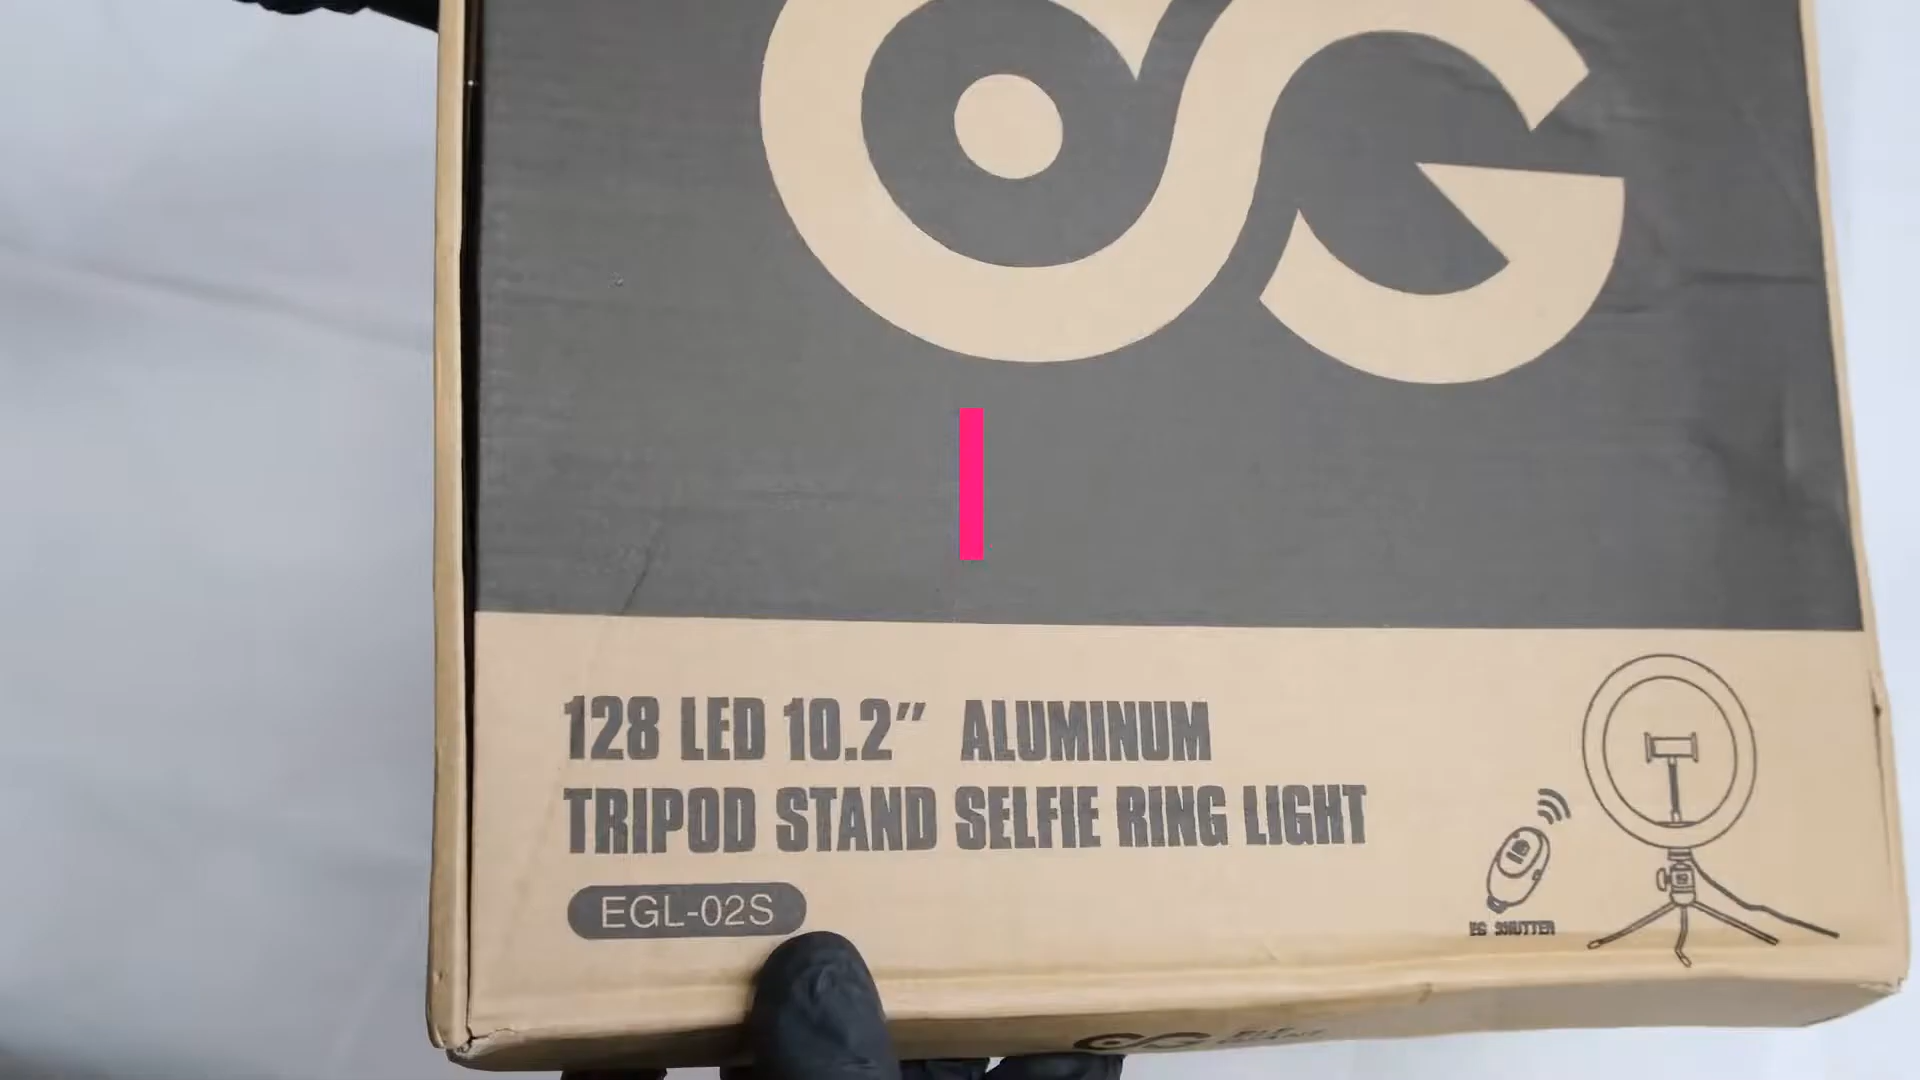 128 LED 10.2″ ALUMINUM
TRIPOD STAND SELFIE RING LIGHT
EGL-02S
EG SHUTTER